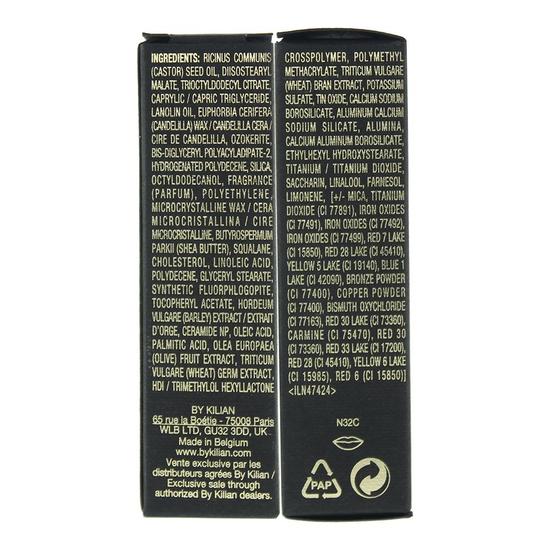 INGREDIENTS: RICINUS COMMUNIS
(CASTOR) SEED OIL, DIISOSTEARYL
MALATE, TRIOCTYLDODECYL CITRATE,
CAPRYLIC / CAPRIC TRIGLYCERIDE,
LANOLIN OIL, EUPHORBIA CERIFERA
(CANDELILLA) WAX / CANDELILLA CERA /
CIRE DE CANDELILLA, OZOKERITE,
BIS-DIGLYCERYL POLYACYLADIPATE-2,
HYDROGENATED POLYDECENE, SILICA,
OCTYLDODECANOL, FRAGRANCE
(PARFUM), POLYETHYLENE,
MICROCRYSTALLINE WAX / CERA
MICROCRISTALLINA / CIRE
MICROCRISTALLINE, BUTYROSPERMUM
PARKII (SHEA BUTTER), SQUALANE,
CHOLESTEROL, LINOLEIC ACID,
POLYDECENE, GLYCERYL STEARATE,
SYNTHETIC FLUORPHLOGOPITE,
TOCOPHERYL ACETATE, HORDEUM
VULGARE (BARLEY) EXTRACT / EXTRAIT
D'ORGE, CERAMIDE NP, OLEIC ACID,
PALMITIC ACID, OLEA EUROPAEA
(OLIVE) FRUIT EXTRACT, TRITICUM
VULGARE (WHEAT) GERM EXTRACT /
HDI / TRIMETHYLOL HEXYLLACTONE
BY KILIAN
65 rue la Boétie - 75008 Paris
WLB LTD, GU32 3DD, UK
Made in Belgium
www.bykilian.com
Vente exclusive par les
distributeurs agréés By Kilian /
Exclusive sale through
authorized By Kilian dealers.
CROSSPOLYMER, POLYMETHYL
METHACRYLATE, TRITICUM VULGARE
(WHEAT) BRAN EXTRACT, POTASSIUM
SULFATE, TIN OXIDE, CALCIUM SODIUM
BOROSILICATE, ALUMINUM CALCIUM
SODIUM SILICATE, ALUMINA,
CALCIUM ALUMINUM BOROSILICATE,
ETHYLHEXYL HYDROXYSTEARATE,
TITANIUM / TITANIUM DIOXIDE,
SACCHARIN, LINALOOL, FARNESOL,
LIMONENE, [+/- MICA, TITANIUM
DIOXIDE (CI 77891), IRON OXIDES
(CI 77491), IRON OXIDES (CI 77492),
IRON OXIDES (CI 77499), RED 7 LAKE
(CI 15850), RED 28 LAKE (CI 45410),
YELLOW 5 LAKE (CI 19140), BLUE 1
LAKE (CI 42090), BRONZE POWDER
(CI 77400), COPPER POWDER
(CI 77400), BISMUTH OXYCHLORIDE
(CI 77163), RED 30 LAKE (CI 73360),
CARMINE (CI 75470), RED 30
(CI 73360), RED 33 LAKE (CI 17200),
RED 28 (CI 45410), YELLOW 6 LAKE
(CI 15985), RED 6 (CI 15850)]
<ILN47424>
N32C
PAP